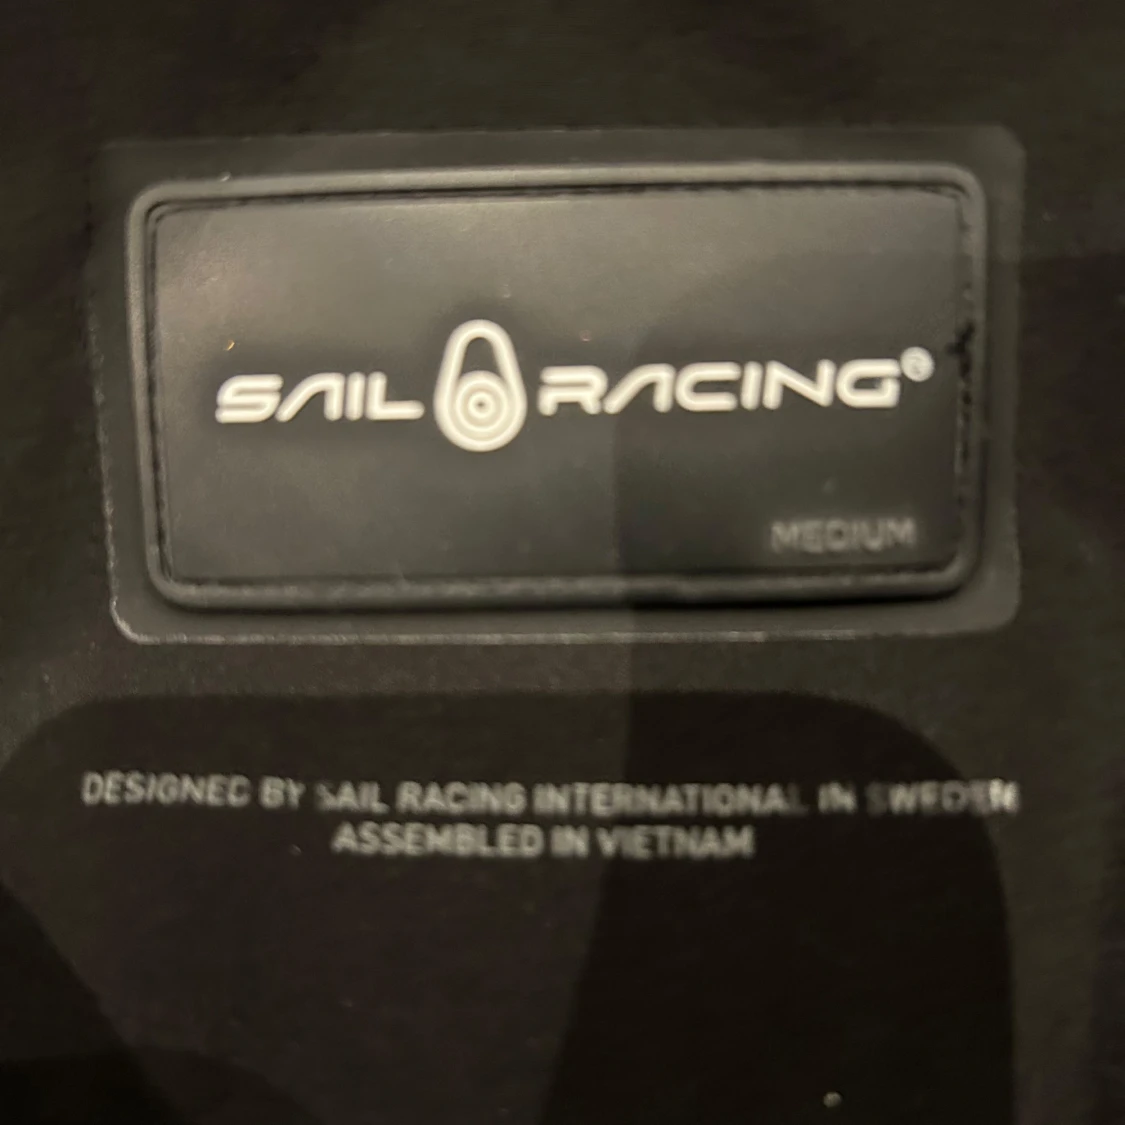 SAIL RACING®
MEDIUM
DESIGNED BY SAIL RACING INTERNATIONAL IN SWEDEN
ASSEMBLED IN VIETNAM